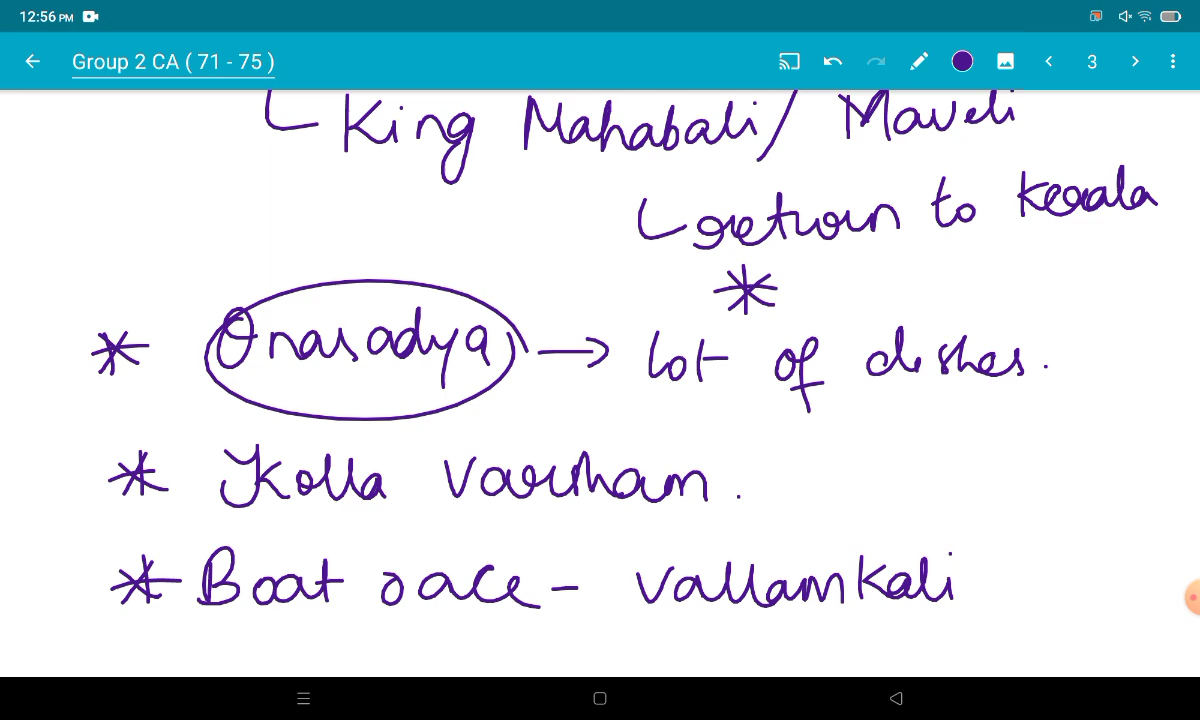 12:56 PM
Group 2 CA ( 71 - 75 )
3
King Mahabali / Maveli
return to Kerala
*
* Onasadya → lot of dishes.
* Kolla varsham.
* Boat race - vallamkali